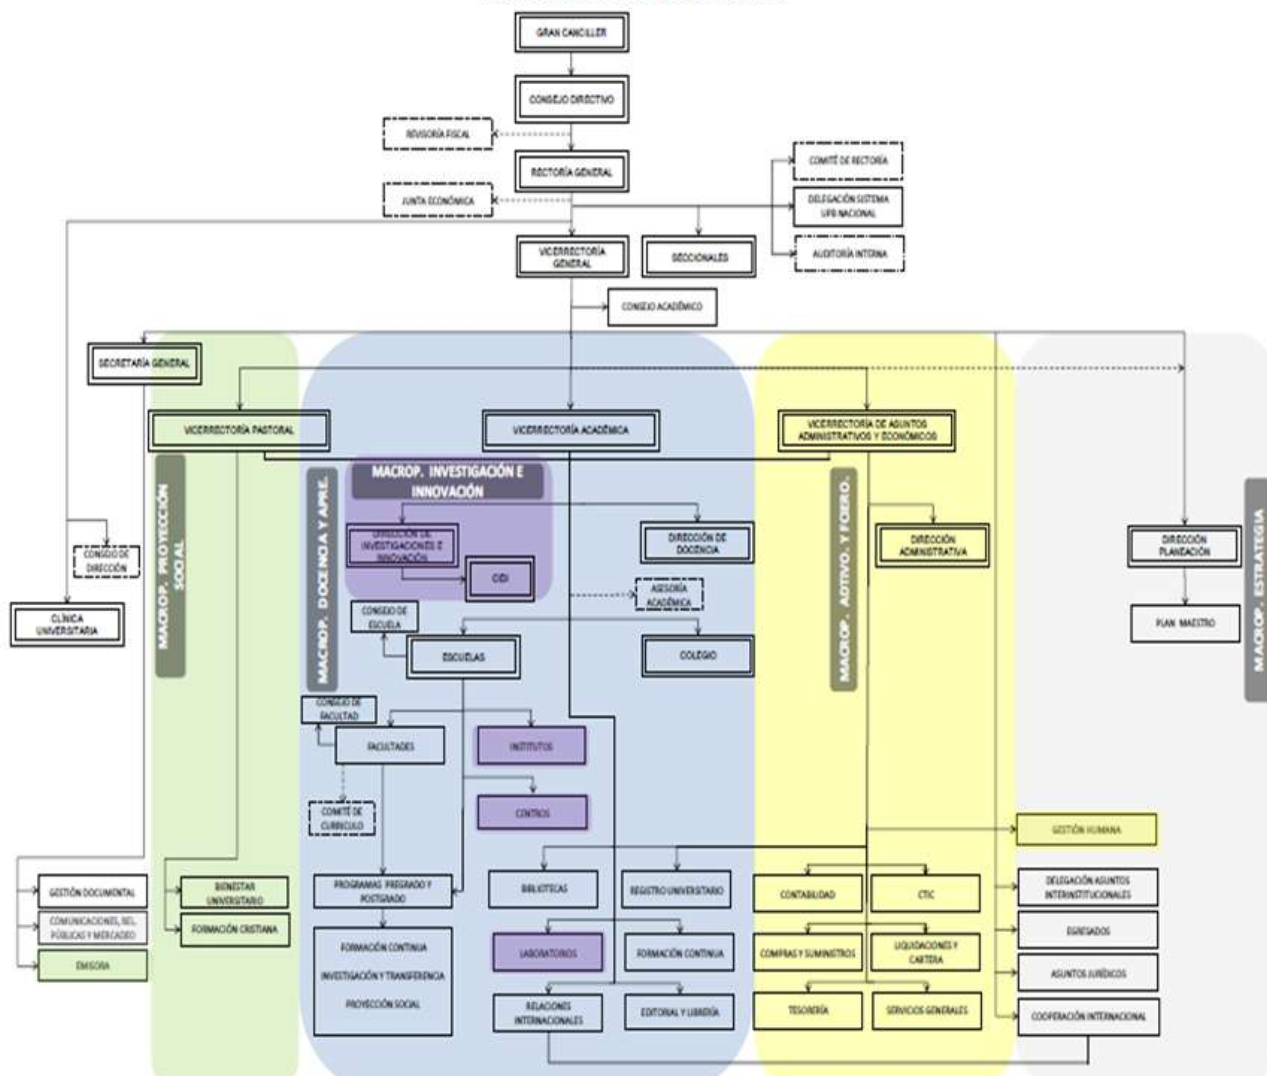 GRAN CANCILLER
CONSEJO DIRECTIVO
REVISORÍA FISCAL
RECTORÍA GENERAL
COMITÉ DE RECTORÍA
JUNTA ECONÓMICA
DELEGACIÓN SISTEMA
UPB NACIONAL
VICERRECTORÍA
GENERAL
SECCIONALES
AUDITORÍA INTERNA
CONSEJO ACADÉMICO
SECRETARÍA GENERAL
VICERRECTORÍA PASTORAL
VICERRECTORÍA ACADÉMICA
VICERRECTORÍA DE ASUNTOS
ADMINISTRATIVOS Y ECONÓMICOS
MACROP. PROYECCIÓN
SOCIAL
MACROP. DOCENCIA Y APRE.
MACROP. INVESTIGACIÓN E
INNOVACIÓN
MACROP. ADTIVO. Y FCIERO.
MACROP. ESTRATEGIA
DIRECCIÓN DE
INVESTIGACIONES E
INNOVACIÓN
DIRECCIÓN DE
DOCENCIA
DIRECCIÓN
ADMINISTRATIVA
DIRECCIÓN
PLANEACIÓN
CONSEJO DE
DIRECCIÓN
CIDI
ASESORÍA
ACADÉMICA
CLÍNICA
UNIVERSITARIA
CONSEJO DE
ESCUELA
PLAN MAESTRO
ESCUELAS
COLEGIO
CONSEJO DE
FACULTAD
FACULTADES
INSTITUTOS
COMITÉ DE
CURRICULO
CENTROS
GESTIÓN HUMANA
GESTIÓN DOCUMENTAL
BIENESTAR
UNIVERSITARIO
PROGRAMAS PREGRADO Y
POSTGRADO
BIBLIOTECAS
REGISTRO UNIVERSITARIO
CONTABILIDAD
CTIC
DELEGACIÓN ASUNTOS
INTERINSTITUCIONALES
COMUNICACIONES, REL.
PÚBLICAS Y MERCADEO
FORMACIÓN CRISTIANA
EGRESADOS
FORMACIÓN CONTINUA
INVESTIGACIÓN Y TRANSFERENCIA
PROYECCIÓN SOCIAL
LABORATORIOS
FORMACIÓN CONTINUA
COMPRAS Y SUMINISTROS
LIQUIDACIONES Y
CARTERA
EMISORA
ASUNTOS JURÍDICOS
RELACIONES
INTERNACIONALES
EDITORIAL Y LIBRERÍA
TESORERÍA
SERVICIOS GENERALES
COOPERACIÓN INTERNACIONAL